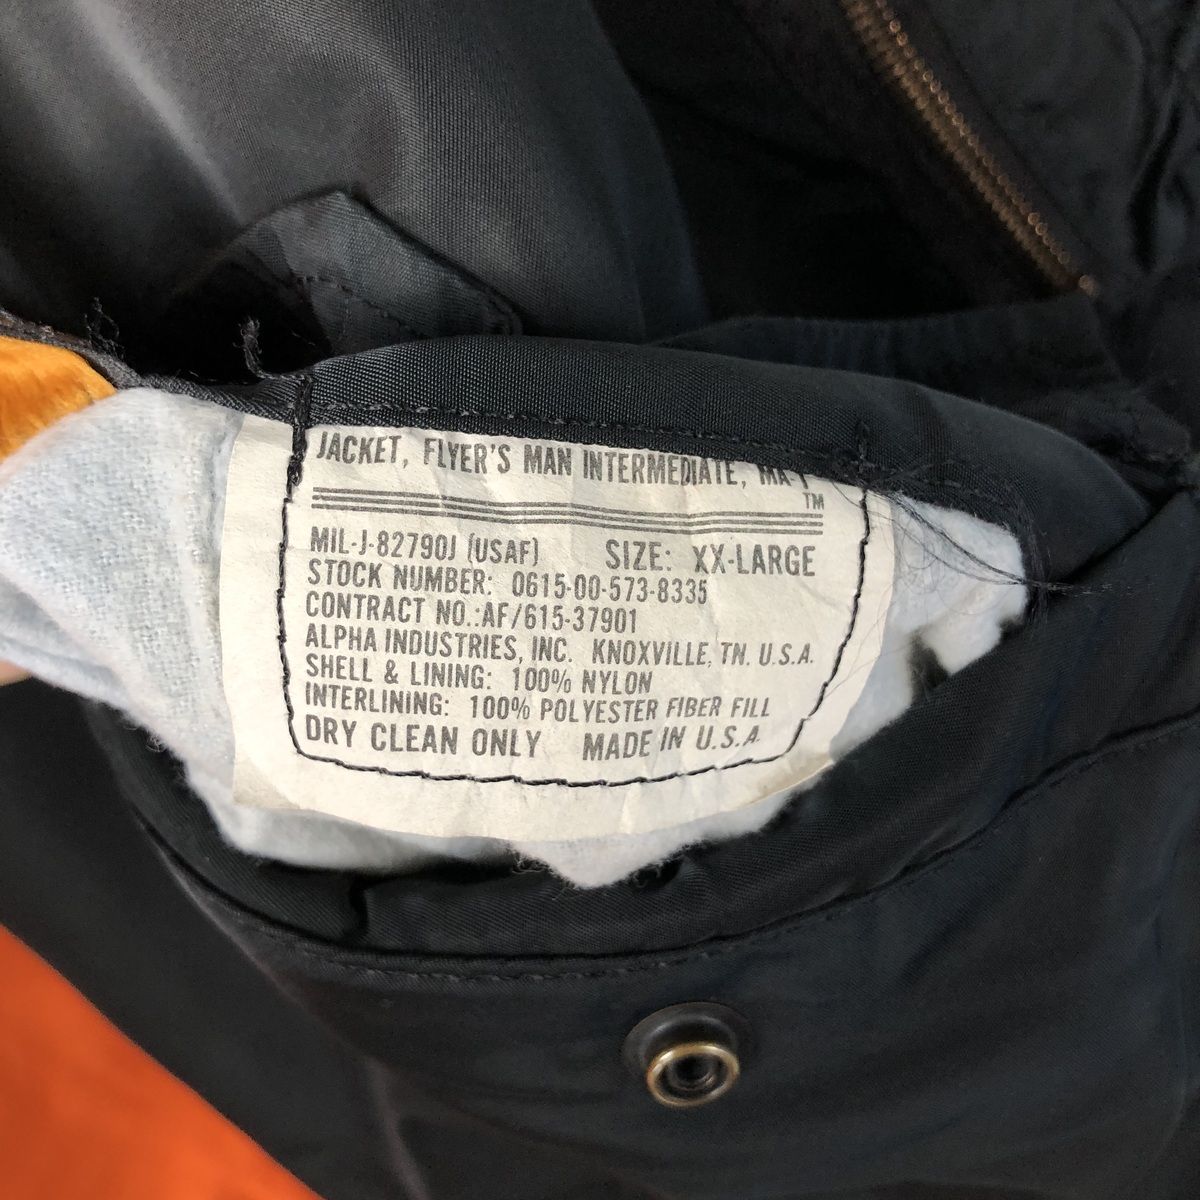 JACKET, FLYER'S MAN INTERMEDIATE, MA-1
TM
MIL-J-82790J (USAF) SIZE: XX-LARGE
STOCK NUMBER: 0615-00-573-8335
CONTRACT NO.:AF/615-37901
ALPHA INDUSTRIES, INC. KNOXVILLE, TN. U.S.A.
SHELL & LINING: 100% NYLON
INTERLINING: 100% POLYESTER FIBER FILL
DRY CLEAN ONLY MADE IN U.S.A.